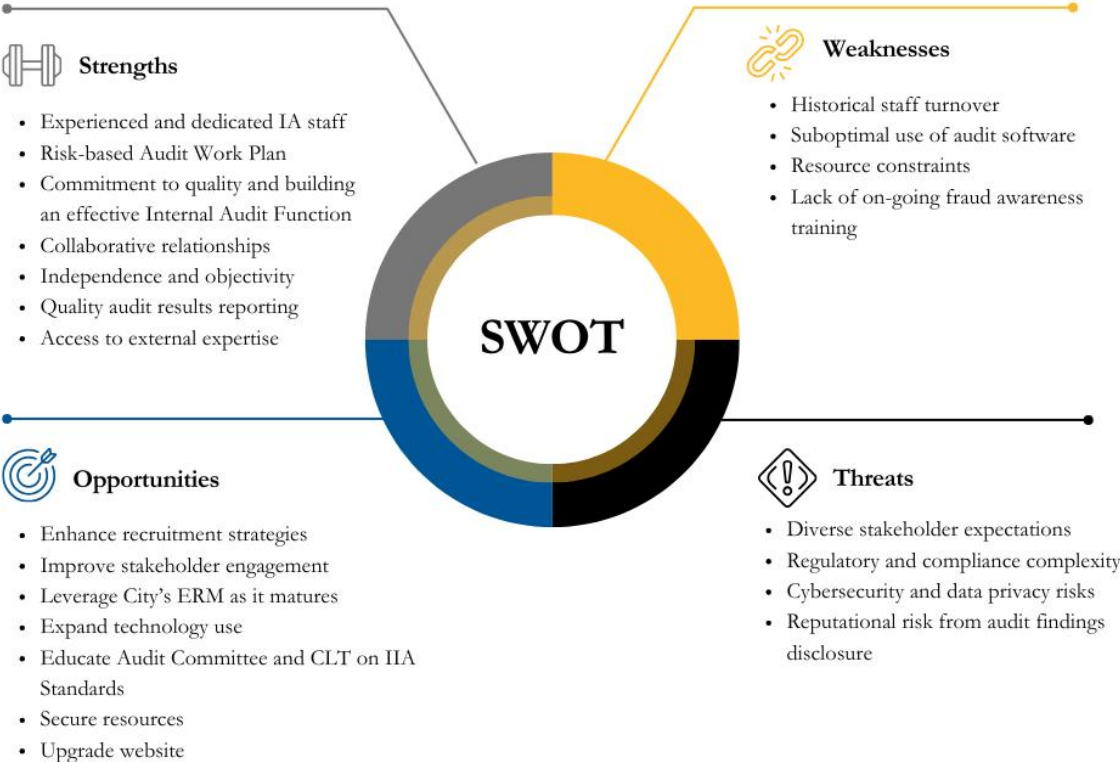 Strengths
Experienced and dedicated IA staff
Risk-based Audit Work Plan
Commitment to quality and building
an effective Internal Audit Function
Collaborative relationships
Independence and objectivity
Quality audit results reporting
Access to external expertise
Weaknesses
Historical staff turnover
Suboptimal use of audit software
Resource constraints
Lack of on-going fraud awareness
training
SWOT
Opportunities
Enhance recruitment strategies
Improve stakeholder engagement
Leverage City's ERM as it matures
Expand technology use
Educate Audit Committee and CLT on IIA
Standards
Secure resources
Upgrade website
Threats
Diverse stakeholder expectations
Regulatory and compliance complexity
Cybersecurity and data privacy risks
Reputational risk from audit findings
disclosure